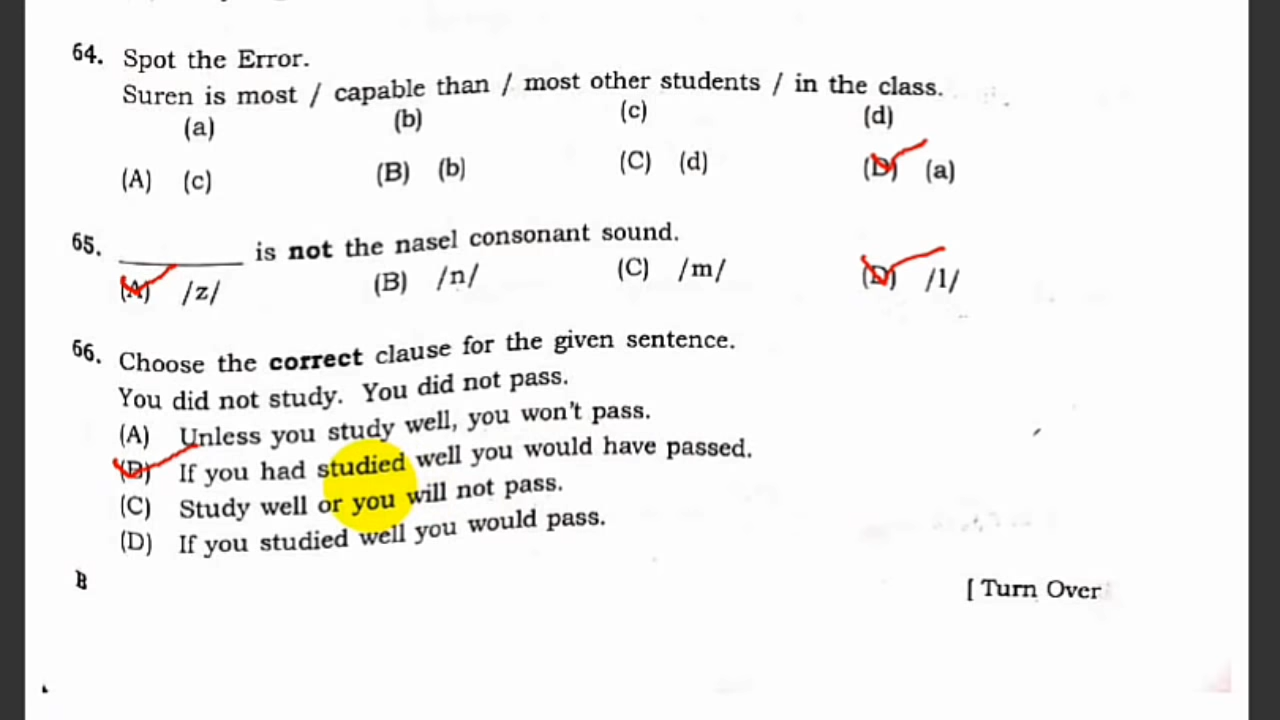 64. Spot the Error.
Suren is most / capable than / most other students / in the class.
(a) (b) (c) (d)
(A) (c) (B) (b) (C) (d) (D) (a)
65. __________ is not the nasel consonant sound.
(A) /z/ (B) /n/ (C) /m/ (D) /l/
66. Choose the correct clause for the given sentence.
You did not study. You did not pass.
(A) Unless you study well, you won't pass.
(B) If you had studied well you would have passed.
(C) Study well or you will not pass.
(D) If you studied well you would pass.
B [ Turn Over